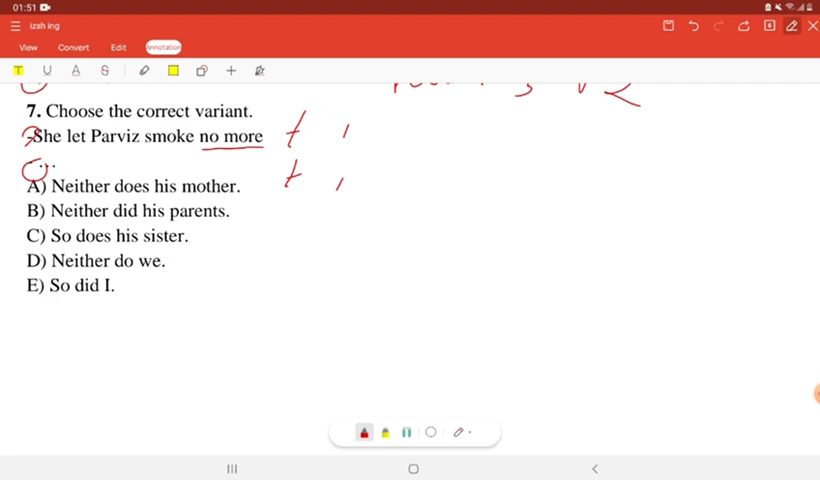 01:51
izah ing
View Convert Edit Annotation
T U A S
7. Choose the correct variant.
-She let Parviz smoke no more
...
A) Neither does his mother.
B) Neither did his parents.
C) So does his sister.
D) Neither do we.
E) So did I.